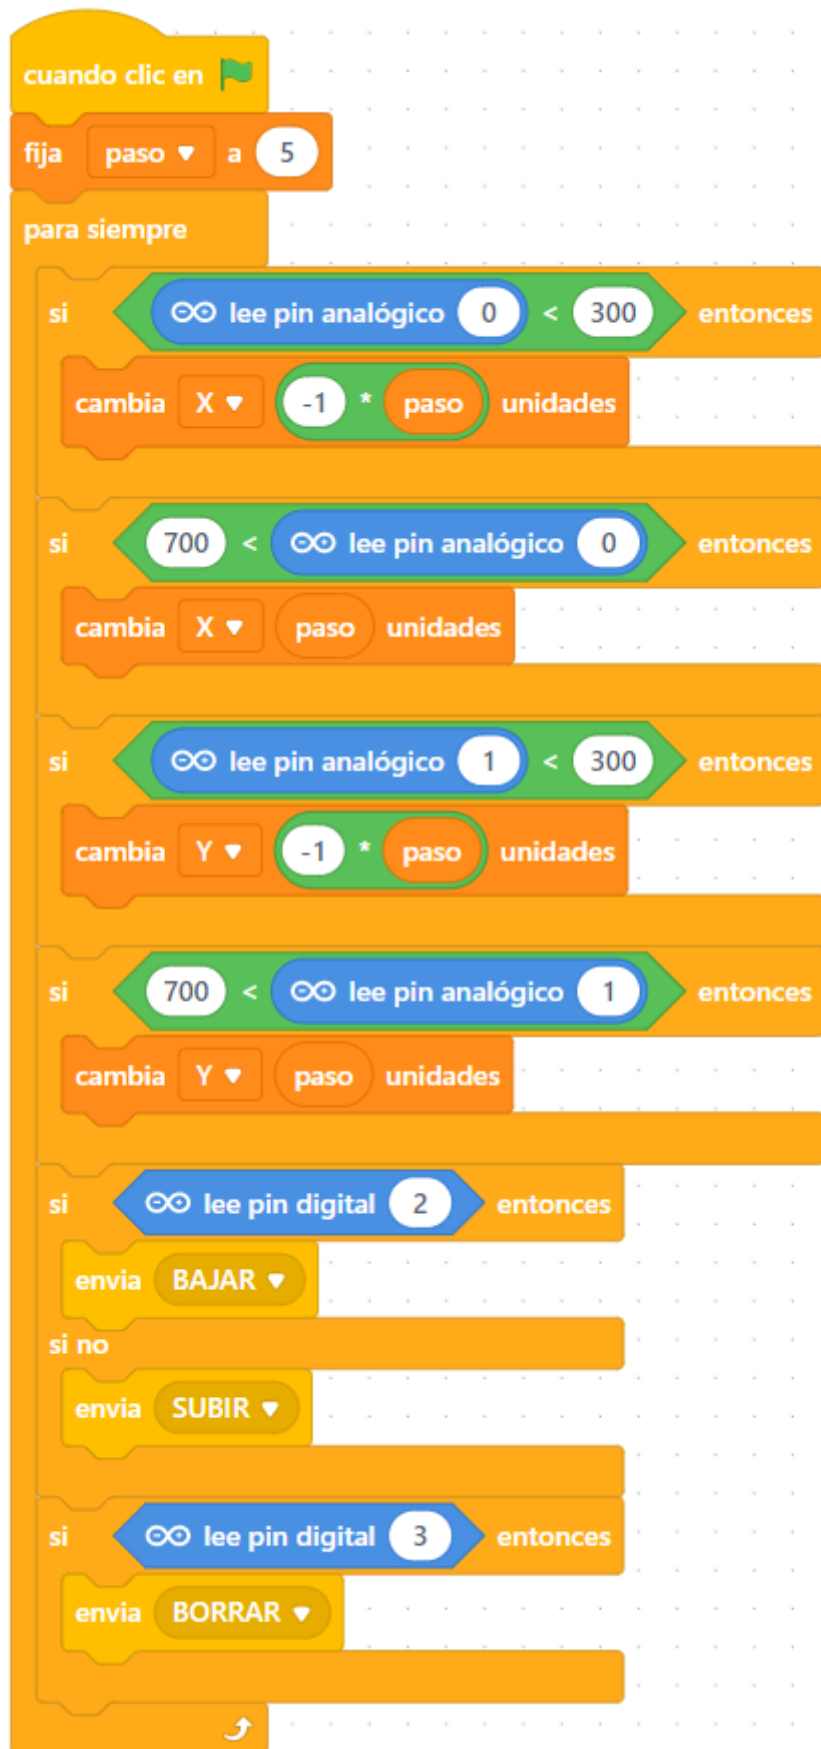 cuando clic en
fija paso a 5
para siempre
si lee pin analógico 0 < 300 entonces
cambia X -1 * paso unidades
si 700 < lee pin analógico 0 entonces
cambia X paso unidades
si lee pin analógico 1 < 300 entonces
cambia Y -1 * paso unidades
si 700 < lee pin analógico 1 entonces
cambia Y paso unidades
si lee pin digital 2 entonces
envia BAJAR
si no
envia SUBIR
si lee pin digital 3 entonces
envia BORRAR